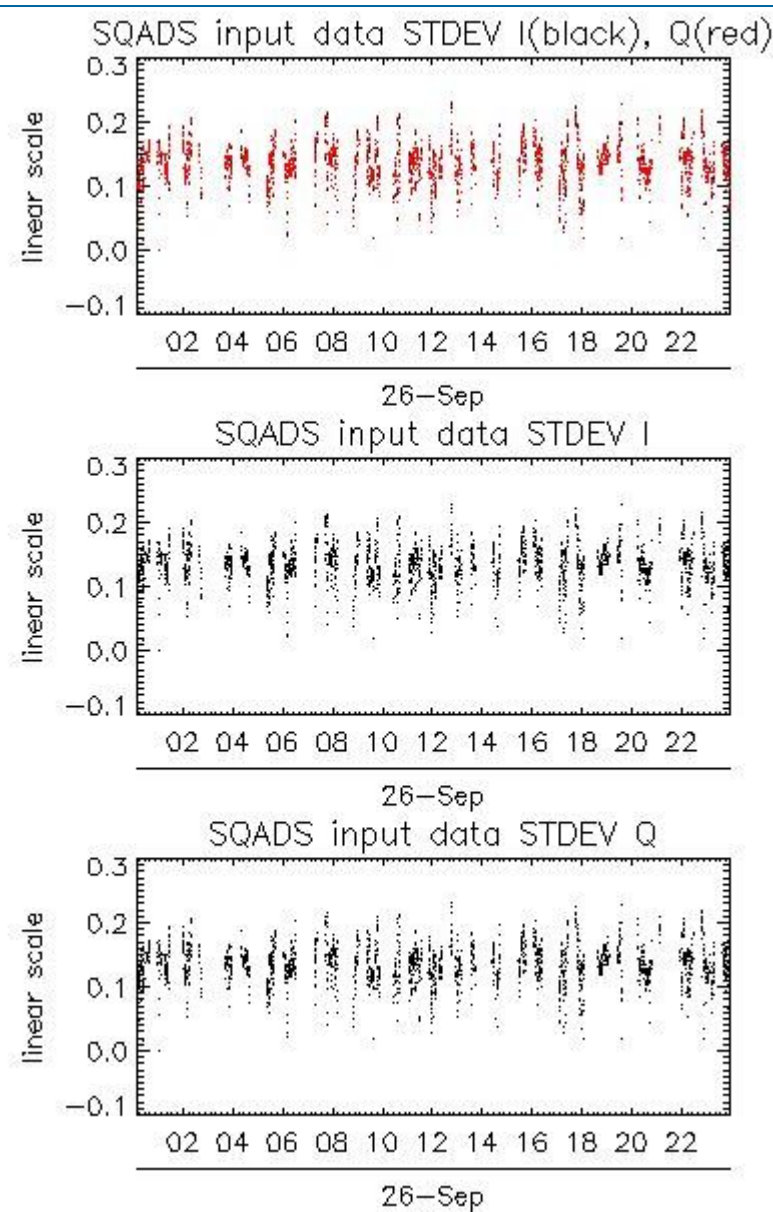 SQADS input data STDEV I(black), Q(red)
0.3
0.2
0.1
0.0
−0.1
linear scale
02 04 06 08 10 12 14 16 18 20 22
26−Sep
SQADS input data STDEV I
0.3
0.2
0.1
0.0
−0.1
linear scale
02 04 06 08 10 12 14 16 18 20 22
26−Sep
SQADS input data STDEV Q
0.3
0.2
0.1
0.0
−0.1
linear scale
02 04 06 08 10 12 14 16 18 20 22
26−Sep